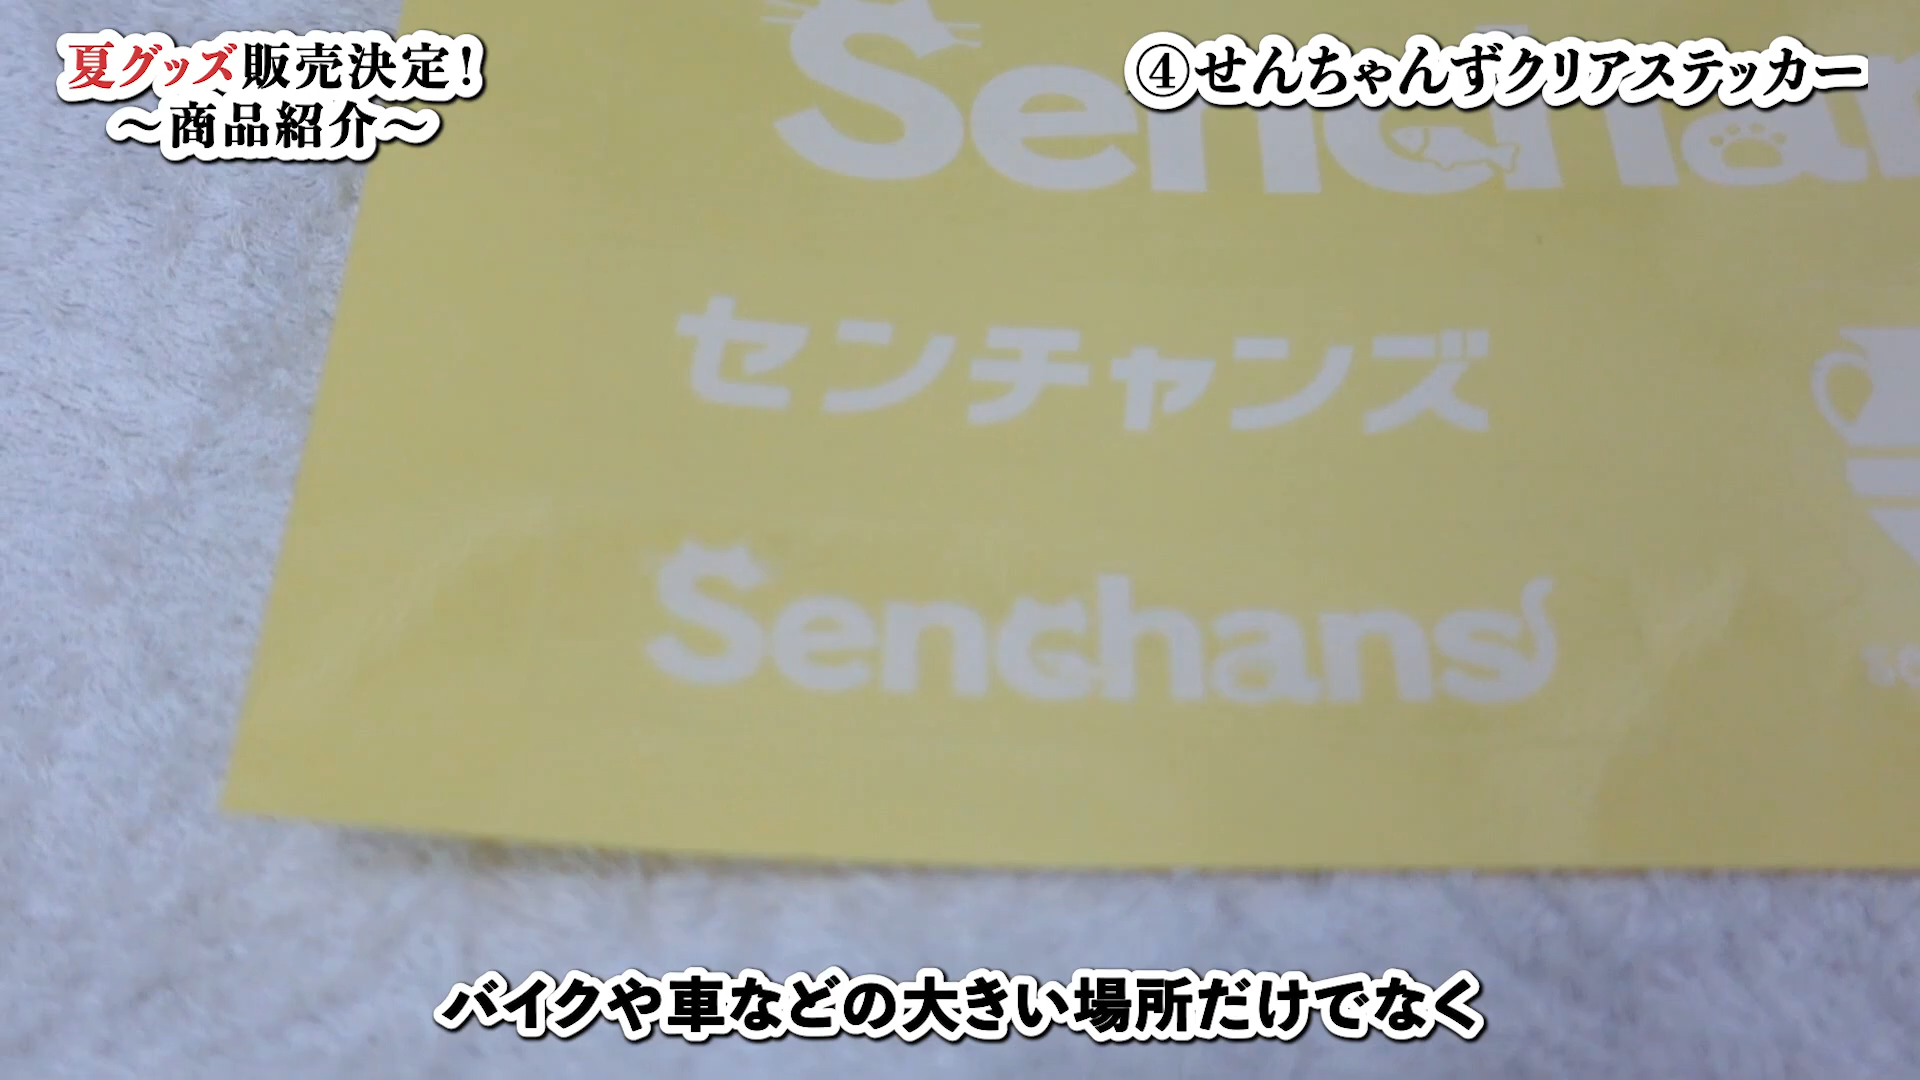 夏グッズ販売決定!
~商品紹介~
④せんちゃんずクリアステッカー
Senchan
センチャンズ
Senchans
バイクや車などの大きい場所だけでなく